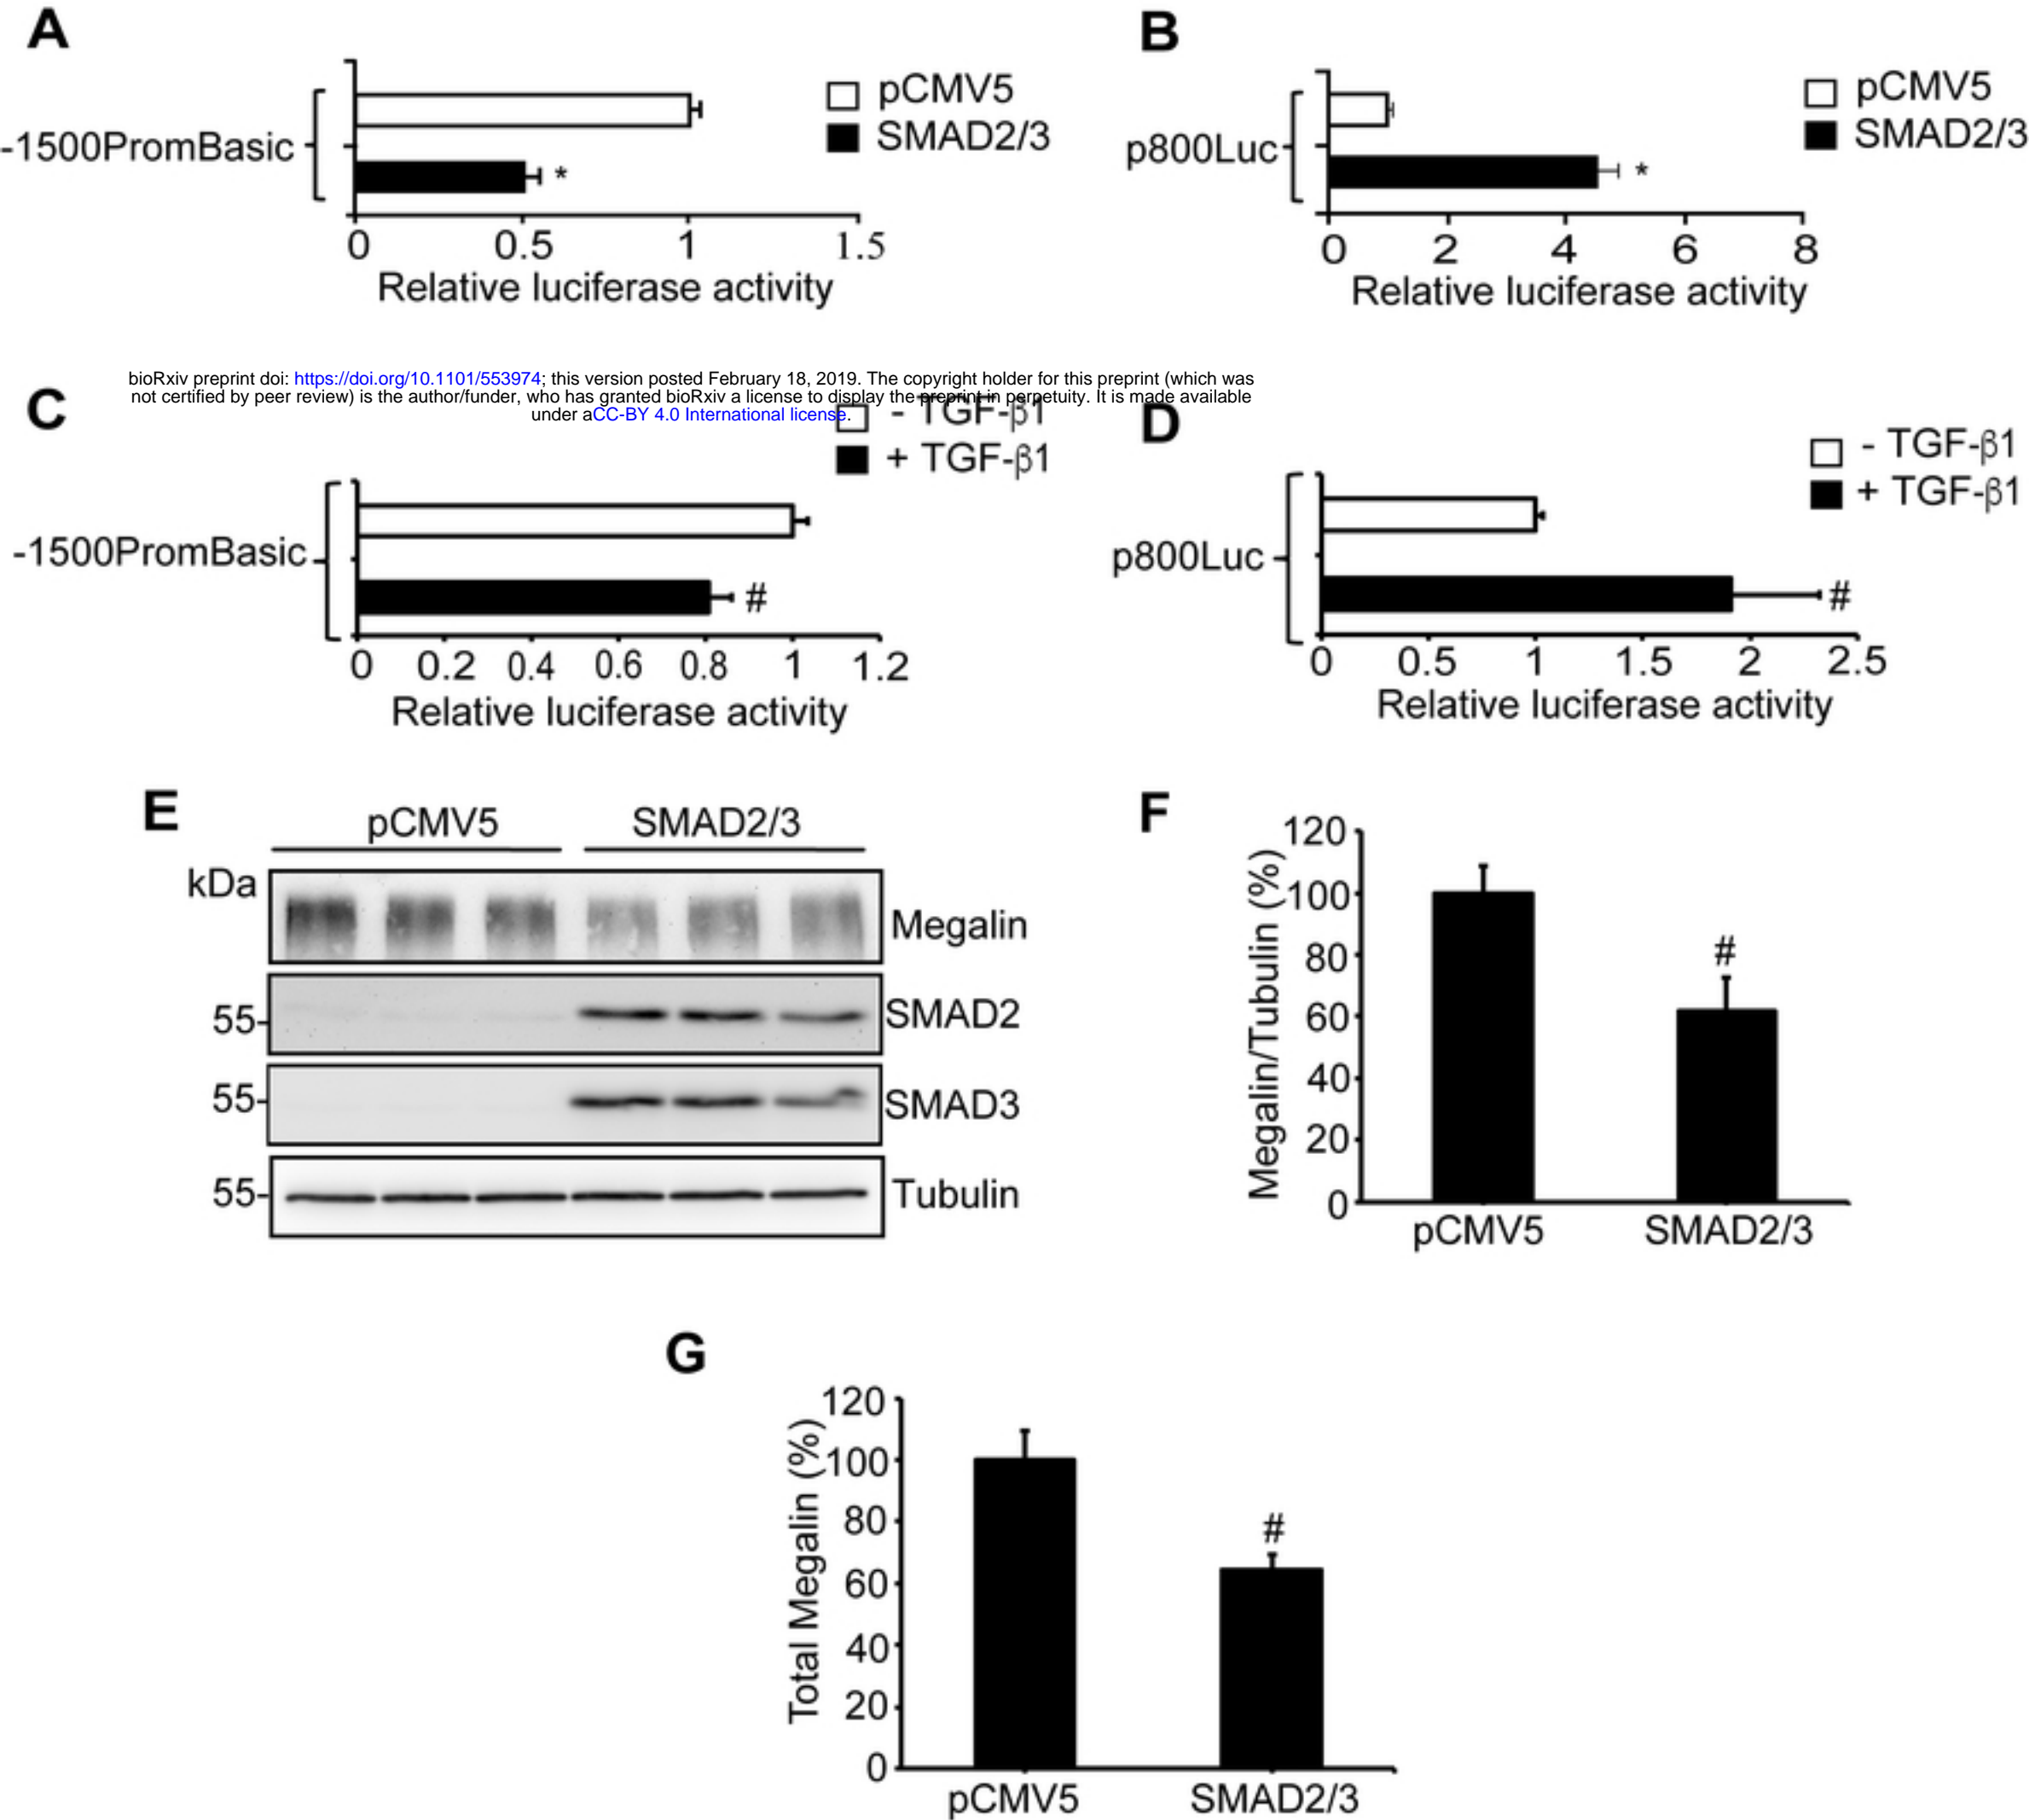 A
-1500PromBasic
pCMV5
SMAD2/3
*
0 0.5 1 1.5
Relative luciferase activity
B
p800Luc
pCMV5
SMAD2/3
*
0 2 4 6 8
Relative luciferase activity
bioRxiv preprint doi: https://doi.org/10.1101/553974; this version posted February 18, 2019. The copyright holder for this preprint (which was
not certified by peer review) is the author/funder, who has granted bioRxiv a license to display the preprint in perpetuity. It is made available
under aCC-BY 4.0 International license.
C
- TGF-β1
+ TGF-β1
-1500PromBasic
#
0 0.2 0.4 0.6 0.8 1 1.2
Relative luciferase activity
D
- TGF-β1
+ TGF-β1
p800Luc
#
0 0.5 1 1.5 2 2.5
Relative luciferase activity
E
pCMV5 SMAD2/3
kDa
Megalin
55- SMAD2
55- SMAD3
55- Tubulin
F
Megalin/Tubulin (%)
120
100
80
60
40
20
0
#
pCMV5 SMAD2/3
G
Total Megalin (%)
120
100
80
60
40
20
0
#
pCMV5 SMAD2/3